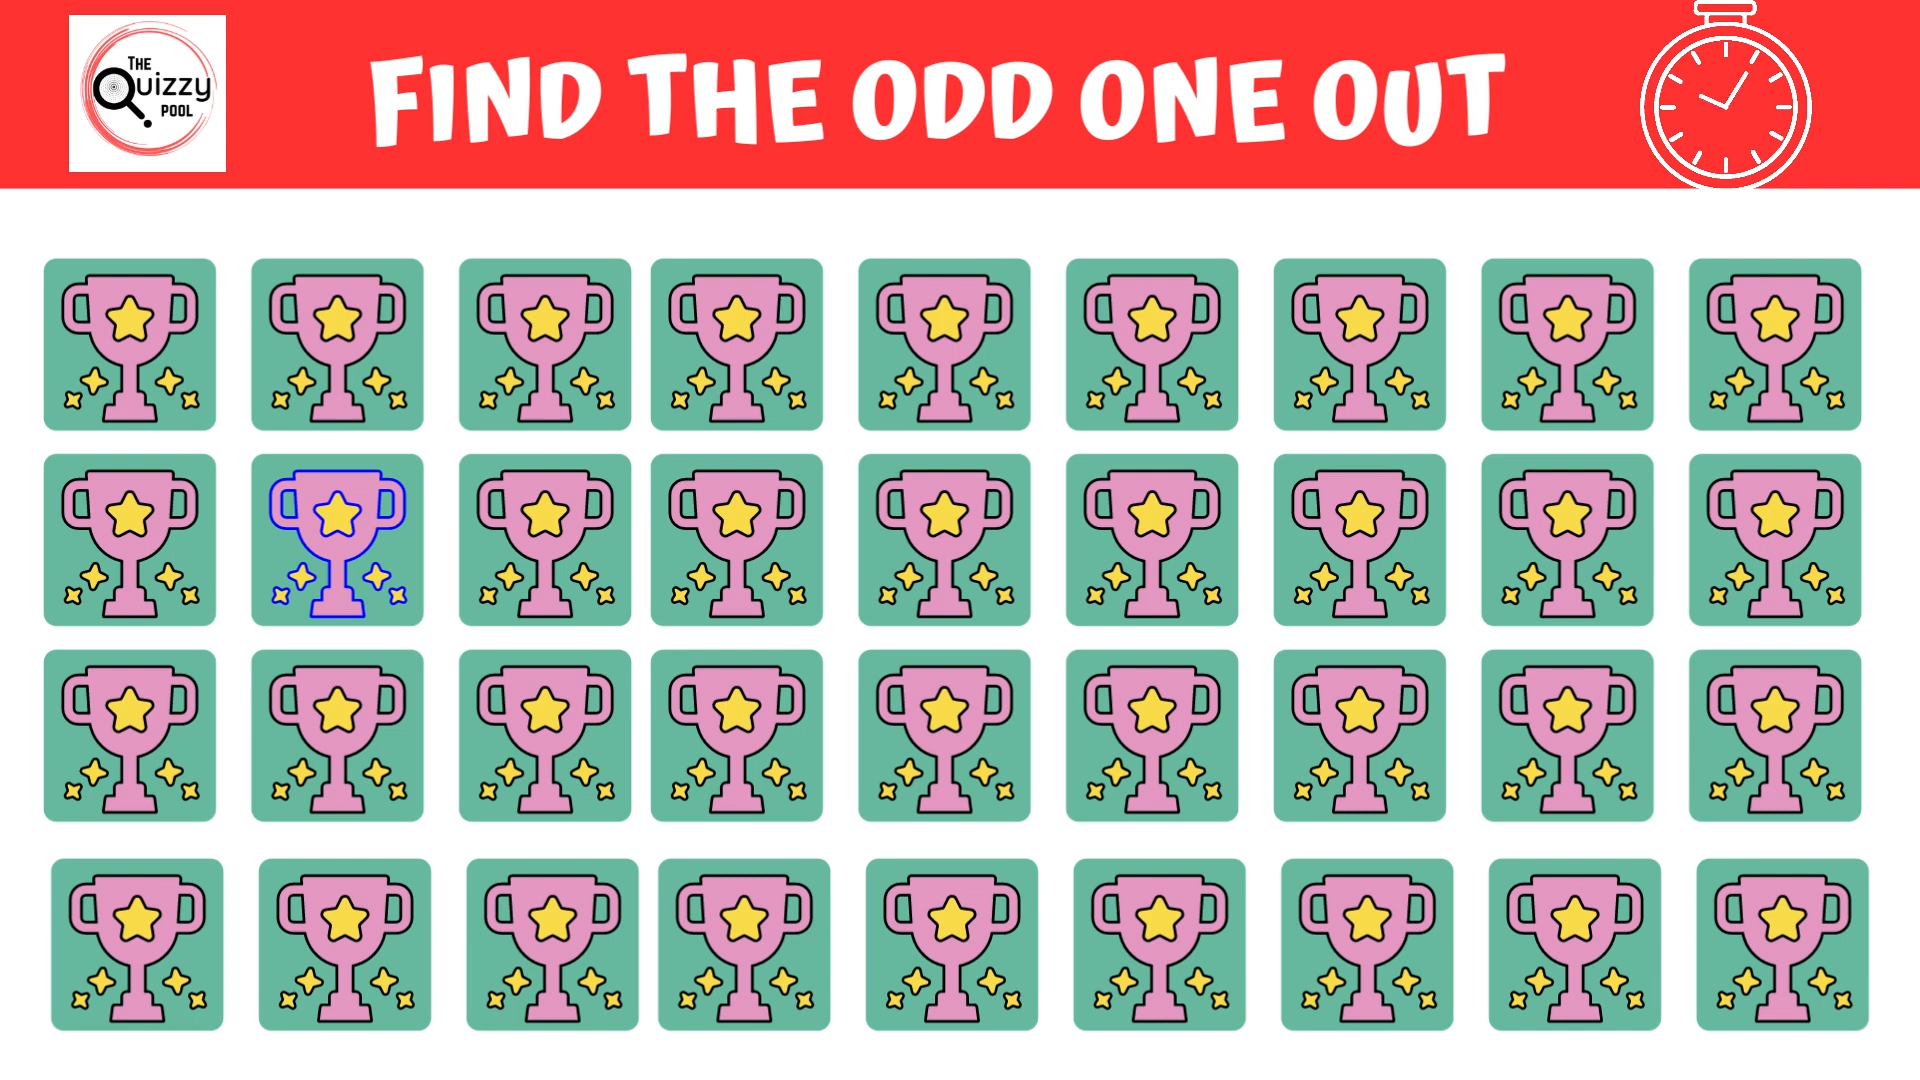 THE
Quizzy
POOL
FIND THE ODD ONE OUT